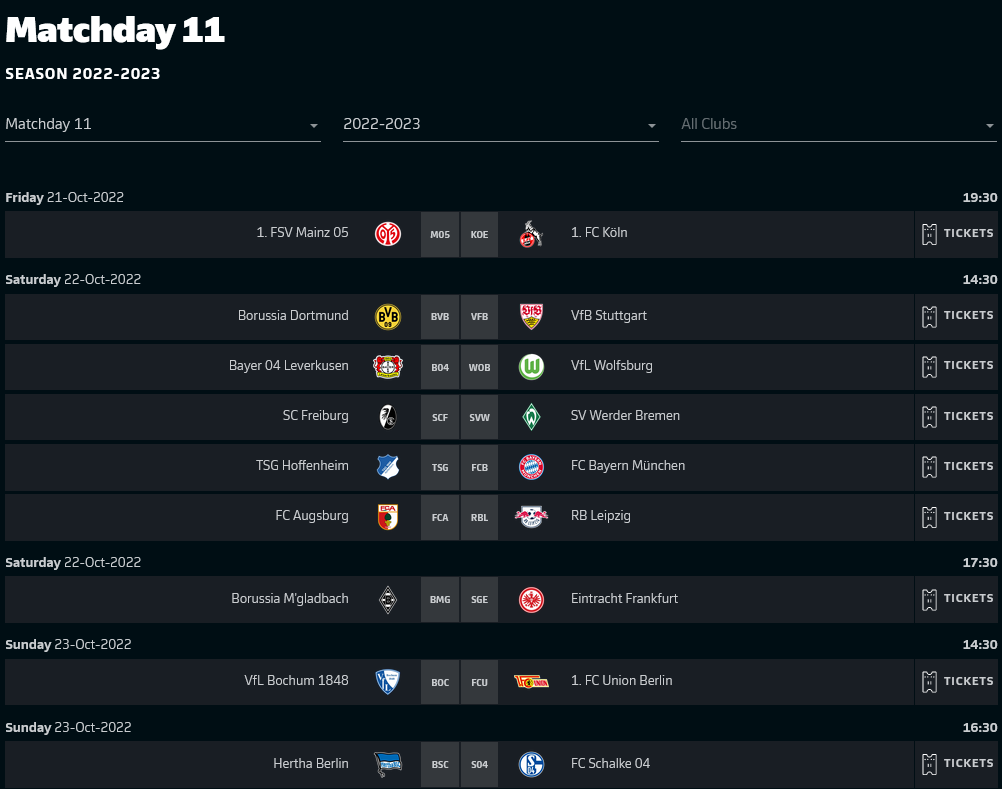 Matchday 11
SEASON 2022-2023
Matchday 11 2022-2023 All Clubs
Friday 21-Oct-2022 19:30
1. FSV Mainz 05 M05 KOE 1. FC Köln TICKETS
Saturday 22-Oct-2022 14:30
Borussia Dortmund BVB 09 BVB VFB VfB Stuttgart TICKETS
Bayer 04 Leverkusen B04 WOB VfL Wolfsburg TICKETS
SC Freiburg SCF SVW SV Werder Bremen TICKETS
TSG Hoffenheim TSG FCB FC Bayern München TICKETS
FC Augsburg FCA FCA RBL RB Leipzig TICKETS
Saturday 22-Oct-2022 17:30
Borussia M'gladbach BMG SGE Eintracht Frankfurt TICKETS
Sunday 23-Oct-2022 14:30
VfL Bochum 1848 BOC FCU 1. FC Union Berlin TICKETS
Sunday 23-Oct-2022 16:30
Hertha Berlin BSC S04 FC Schalke 04 TICKETS